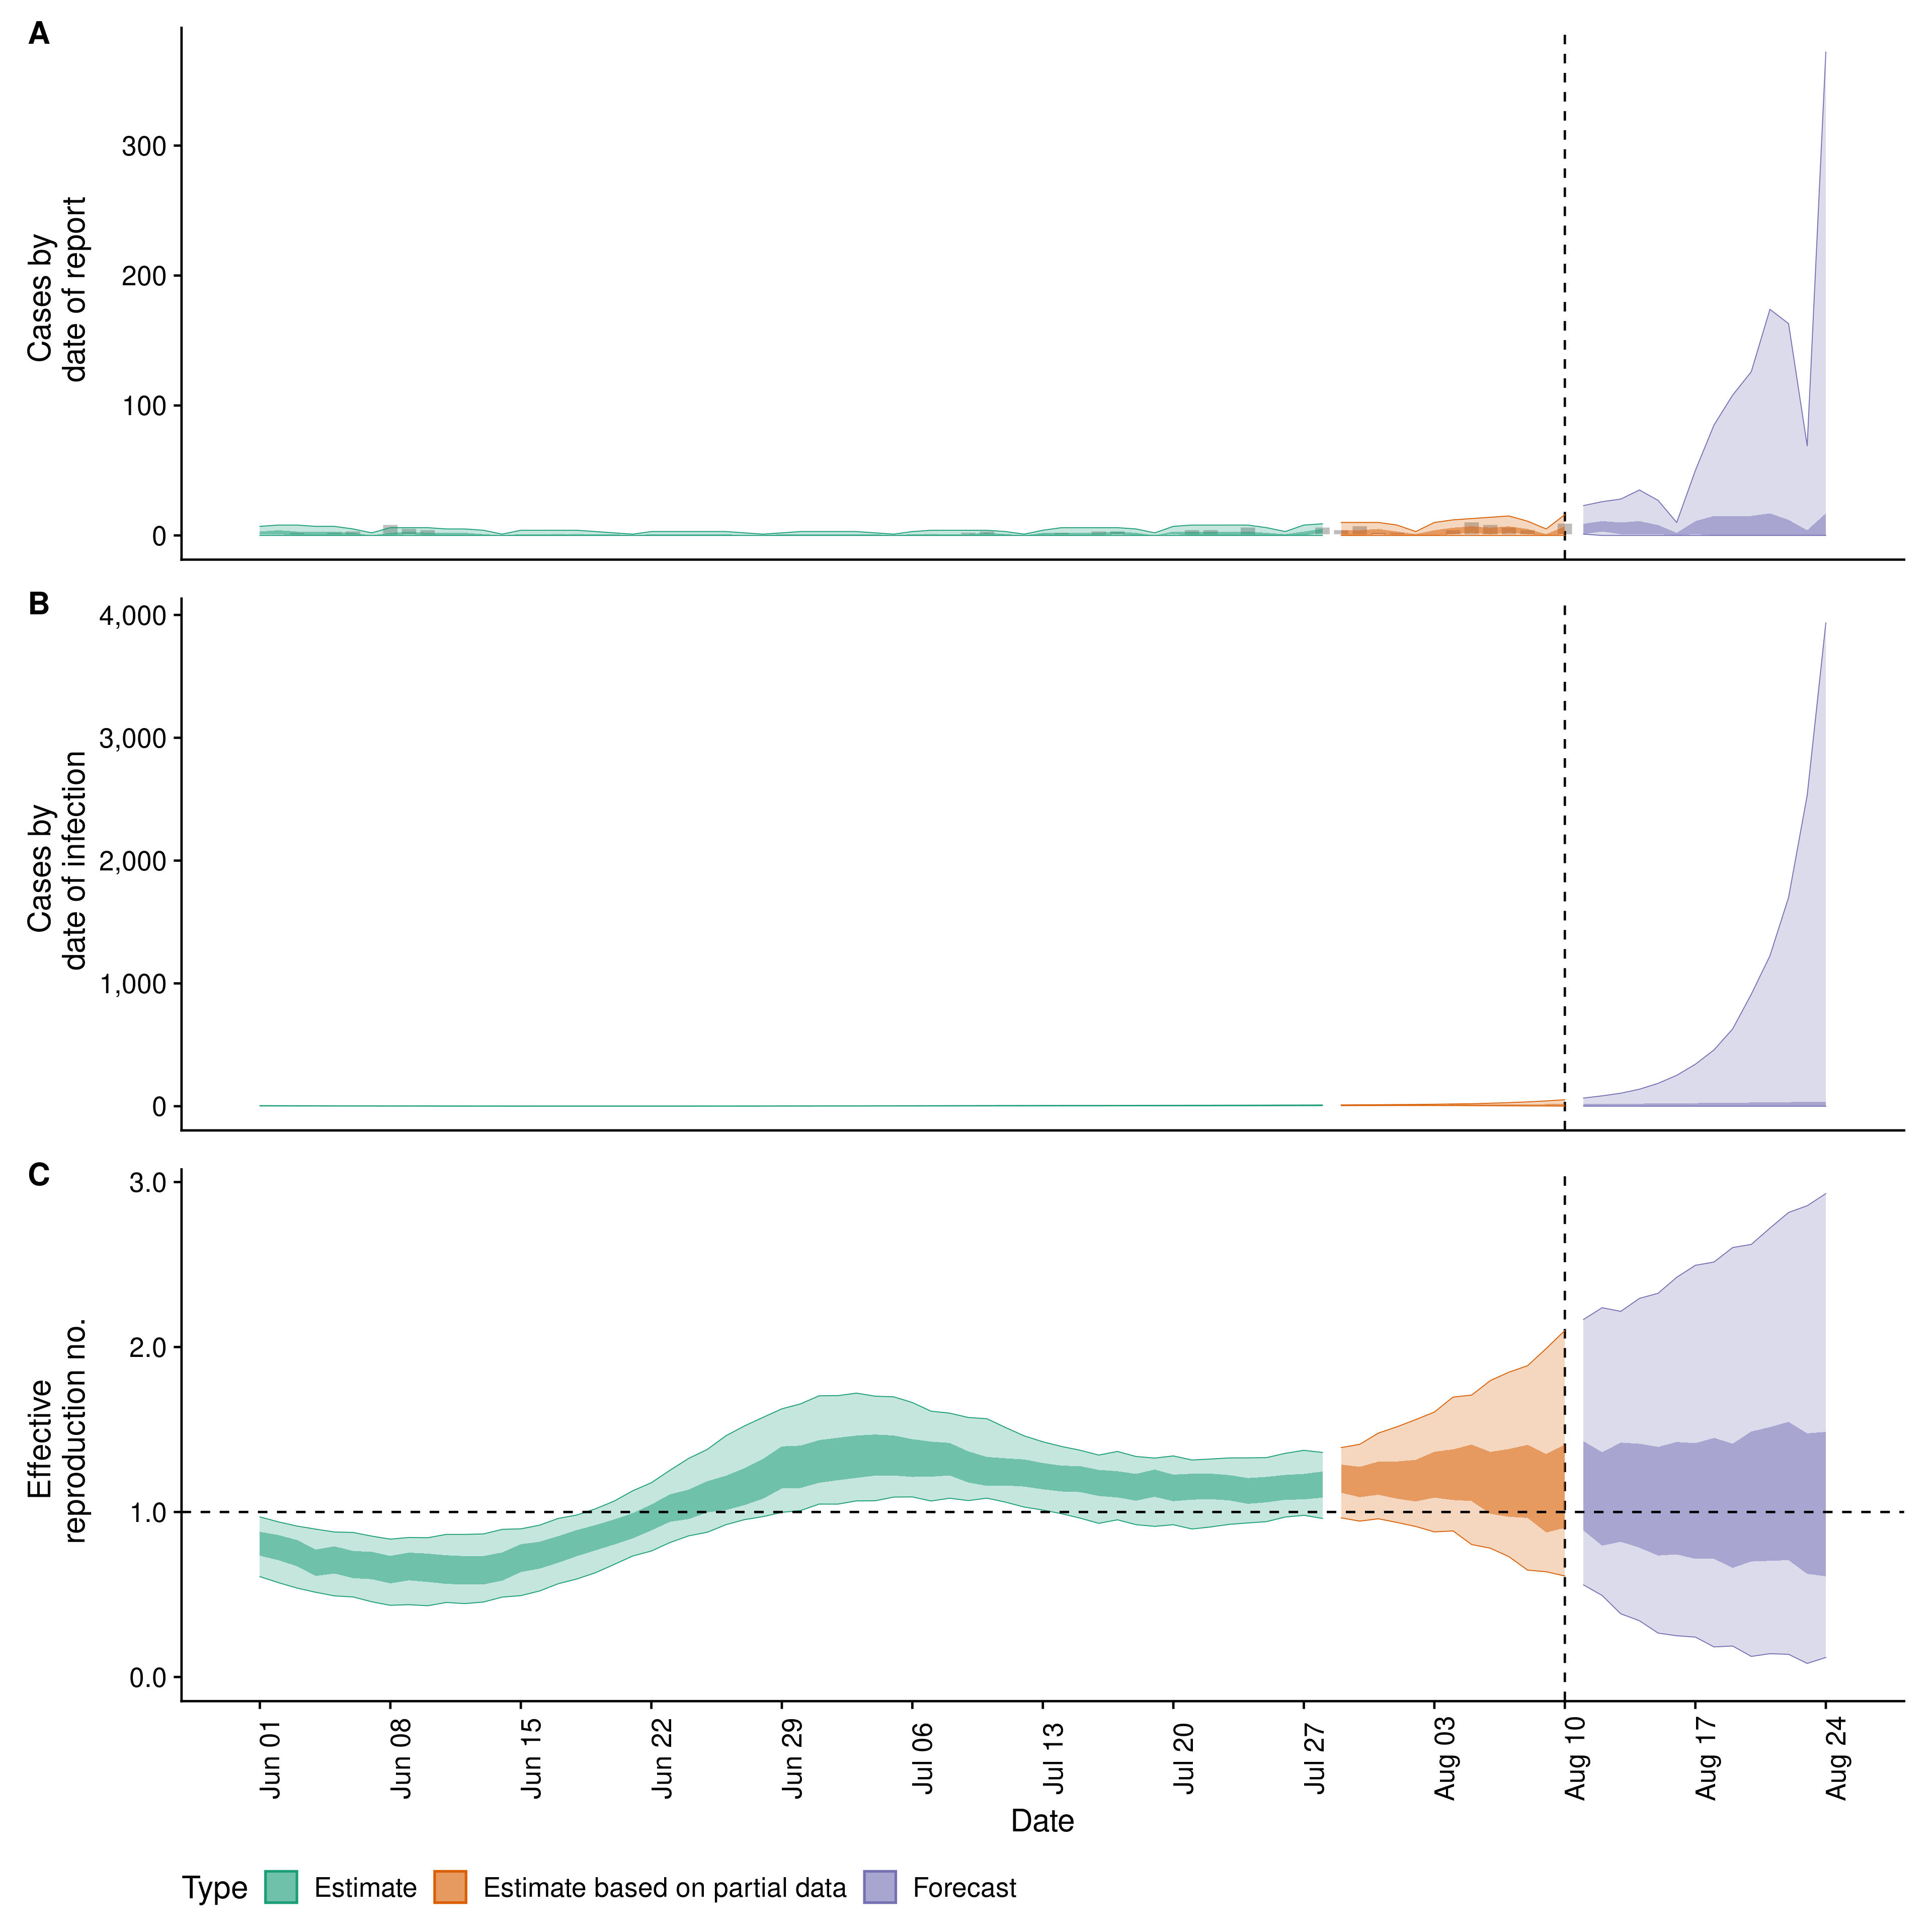 A
Cases by
date of report
300
200
100
0
B
Cases by
date of infection
4,000
3,000
2,000
1,000
0
C
Effective
reproduction no.
3.0
2.0
1.0
0.0
Jun 01
Jun 08
Jun 15
Jun 22
Jun 29
Jul 06
Jul 13
Jul 20
Jul 27
Aug 03
Aug 10
Aug 17
Aug 24
Date
Type Estimate Estimate based on partial data Forecast